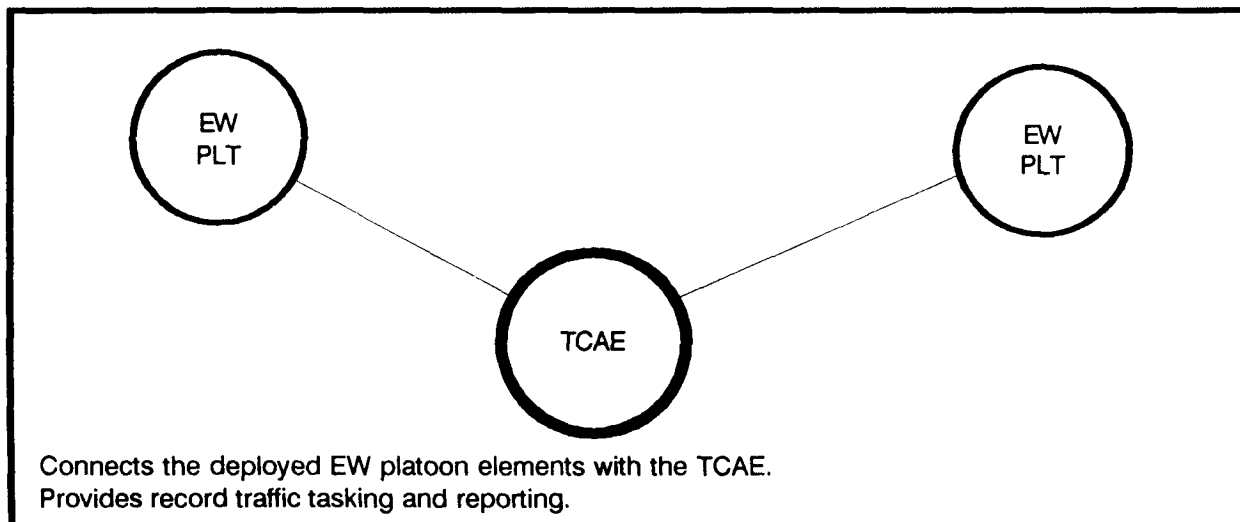 EW
PLT
EW
PLT
TCAE
Connects the deployed EW platoon elements with the TCAE.
Provides record traffic tasking and reporting.